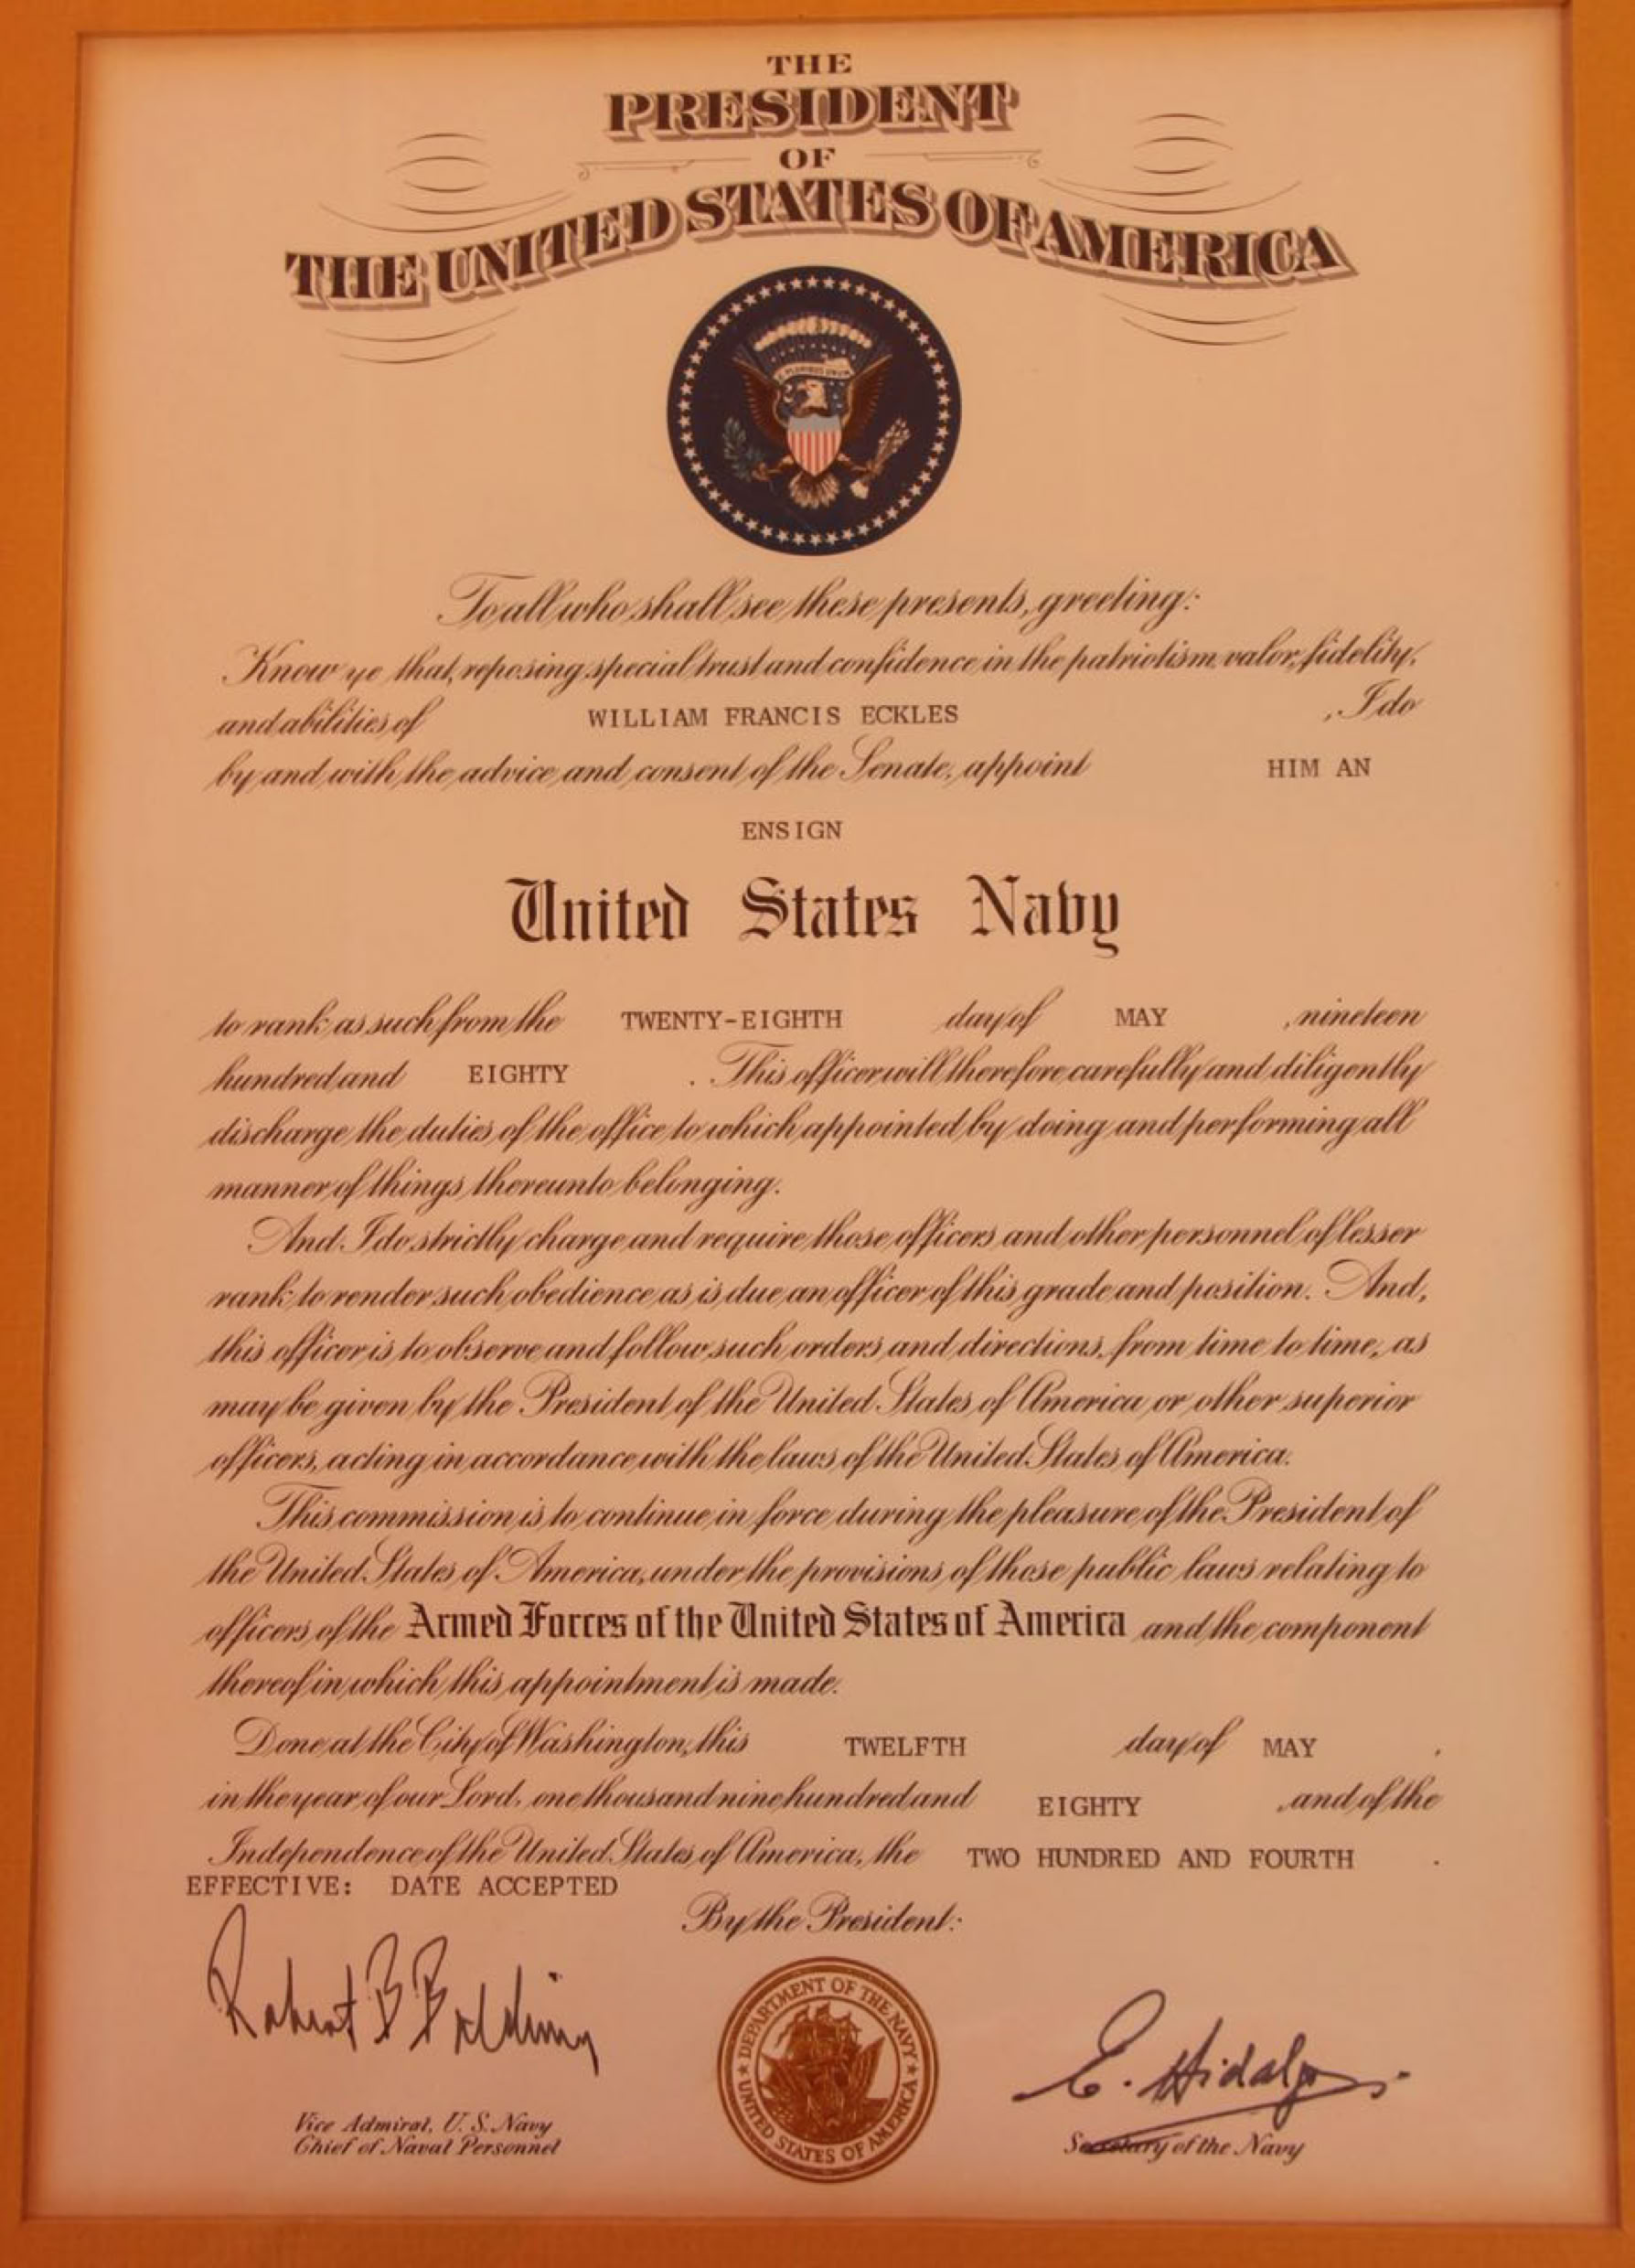 THE
PRESIDENT
OF
THE UNITED STATES OF AMERICA
E PLURIBUS UNUM
To all who shall see these presents, greeting:
Know ye that, reposing special trust and confidence in the patriotism, valor, fidelity,
and abilities of WILLIAM FRANCIS ECKLES , I do
by and with the advice and consent of the Senate, appoint HIM AN
ENSIGN
United States Navy
to rank as such from the TWENTY-EIGHTH day of MAY , nineteen
hundred and EIGHTY . This officer will therefore carefully and diligently
discharge the duties of the office to which appointed by doing and performing all
manner of things thereunto belonging.
And I do strictly charge and require those officers and other personnel of lesser
rank to render such obedience as is due an officer of this grade and position. And,
this officer is to observe and follow such orders and directions, from time to time, as
may be given by the President of the United States of America or other superior
officers, acting in accordance with the laws of the United States of America.
This commission is to continue in force during the pleasure of the President of
the United States of America, under the provisions of those public laws relating to
officers of the Armed Forces of the United States of America and the component
thereof in which this appointment is made.
Done at the City of Washington, this TWELFTH day of MAY ,
in the year of our Lord, one thousand nine hundred and EIGHTY , and of the
Independence of the United States of America, the TWO HUNDRED AND FOURTH .
EFFECTIVE: DATE ACCEPTED
By the President:
Robert B Baldwin
DEPARTMENT OF THE NAVY
UNITED STATES OF AMERICA
E. Hidalgo
Vice Admiral, U.S. Navy
Chief of Naval Personnel
Secretary of the Navy